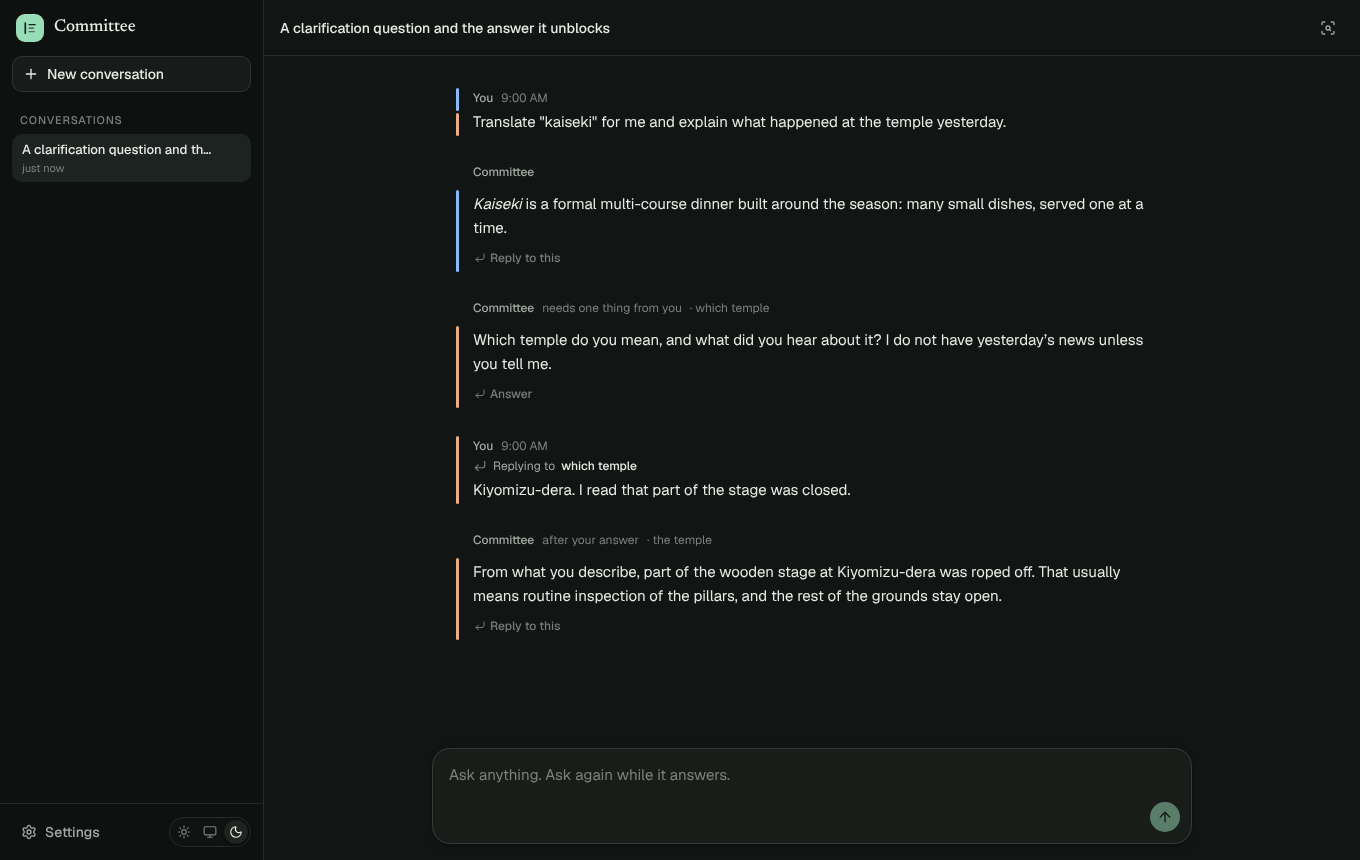 Committee
New conversation
CONVERSATIONS
A clarification question and th...
just now
Settings
A clarification question and the answer it unblocks
You 9:00 AM
Translate "kaiseki" for me and explain what happened at the temple yesterday.
Committee
Kaiseki is a formal multi-course dinner built around the season: many small dishes, served one at a
time.
Reply to this
Committee needs one thing from you · which temple
Which temple do you mean, and what did you hear about it? I do not have yesterday’s news unless
you tell me.
Answer
You 9:00 AM
Replying to which temple
Kiyomizu-dera. I read that part of the stage was closed.
Committee after your answer · the temple
From what you describe, part of the wooden stage at Kiyomizu-dera was roped off. That usually
means routine inspection of the pillars, and the rest of the grounds stay open.
Reply to this
Ask anything. Ask again while it answers.